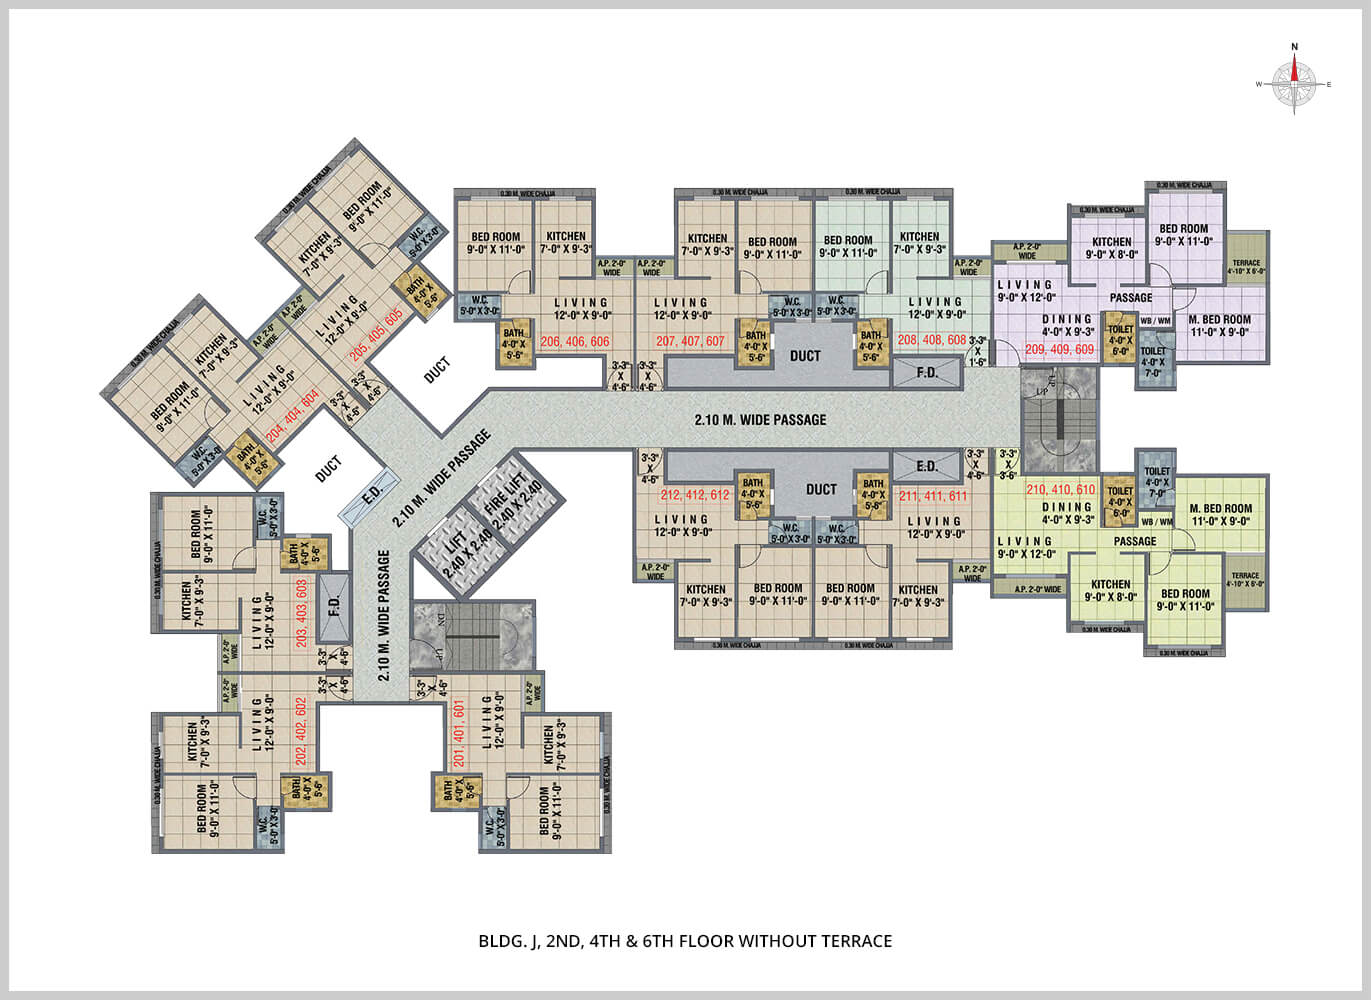 N
W
E
0.30 M. WIDE CHAJJA
BED ROOM
9'-0" X 11'-0"
KITCHEN
7'-0" X 9'-3"
W.C.
5'-0" X 3'-0"
BATH
4'-0" X
5'-6"
A.P. 2'-0"
WIDE
LIVING
12'-0" X 9'-0"
205, 405, 605
3'-3"
X
4'-6"
0.30 M. WIDE CHAJJA
KITCHEN
7'-0" X 9'-3"
BED ROOM
9'-0" X 11'-0"
A.P. 2'-0"
WIDE
LIVING
12'-0" X 9'-0"
204, 404, 604
W.C.
5'-0" X 3'-0"
BATH
4'-0" X
5'-6"
3'-3"
X
4'-6"
DUCT
DUCT
E.D.
0.30 M. WIDE CHAJJA
BED ROOM
9'-0" X 11'-0"
KITCHEN
7'-0" X 9'-3"
A.P. 2'-0"
WIDE
W.C.
5'-0" X 3'-0"
LIVING
12'-0" X 9'-0"
BATH
4'-0" X
5'-6"
206, 406, 606
3'-3"
X
4'-6"
0.30 M. WIDE CHAJJA
KITCHEN
7'-0" X 9'-3"
BED ROOM
9'-0" X 11'-0"
A.P. 2'-0"
WIDE
LIVING
12'-0" X 9'-0"
W.C.
5'-0" X 3'-0"
207, 407, 607
BATH
4'-0" X
5'-6"
3'-3"
X
4'-6"
DUCT
0.30 M. WIDE CHAJJA
BED ROOM
9'-0" X 11'-0"
KITCHEN
7'-0" X 9'-3"
A.P. 2'-0"
WIDE
W.C.
5'-0" X 3'-0"
LIVING
12'-0" X 9'-0"
BATH
4'-0" X
5'-6"
208, 408, 608
3'-3"
X
1'-6"
F.D.
0.30 M. WIDE CHAJJA
0.30 M. WIDE CHAJJA
A.P. 2'-0"
WIDE
KITCHEN
9'-0" X 8'-0"
BED ROOM
9'-0" X 11'-0"
TERRACE
4'-10" X 6'-0"
LIVING
9'-0" X 12'-0"
PASSAGE
DINING
4'-0" X 9'-3"
WB / WM
M. BED ROOM
11'-0" X 9'-0"
TOILET
4'-0" X
6'-0"
TOILET
4'-0" X
7'-0"
209, 409, 609
UP
UP
2.10 M. WIDE PASSAGE
2.10 M. WIDE PASSAGE
2.10 M. WIDE PASSAGE
FIRE LIFT
2.40 X 2.40
LIFT
2.40 X 2.40
DN
UP
3'-3"
X
4'-6"
212, 412, 612
LIVING
12'-0" X 9'-0"
BATH
4'-0" X
5'-6"
W.C.
5'-0" X 3'-0"
A.P. 2'-0"
WIDE
KITCHEN
7'-0" X 9'-3"
BED ROOM
9'-0" X 11'-0"
0.30 M. WIDE CHAJJA
DUCT
E.D.
3'-3"
X
4'-6"
BATH
4'-0" X
5'-6"
211, 411, 611
W.C.
5'-0" X 3'-0"
LIVING
12'-0" X 9'-0"
A.P. 2'-0"
WIDE
BED ROOM
9'-0" X 11'-0"
KITCHEN
7'-0" X 9'-3"
0.30 M. WIDE CHAJJA
3'-3"
X
4'-6"
210, 410, 610
DINING
4'-0" X 9'-3"
TOILET
4'-0" X
6'-0"
TOILET
4'-0" X
7'-0"
WB / WM
M. BED ROOM
11'-0" X 9'-0"
LIVING
9'-0" X 12'-0"
PASSAGE
A.P. 2'-0" WIDE
KITCHEN
9'-0" X 8'-0"
BED ROOM
9'-0" X 11'-0"
TERRACE
4'-10" X 6'-0"
0.30 M. WIDE CHAJJA
0.30 M. WIDE CHAJJA
0.30 M. WIDE CHAJJA
BED ROOM
9'-0" X 11'-0"
W.C.
5'-0" X 3'-0"
BATH
4'-0" X
5'-6"
KITCHEN
7'-0" X 9'-3"
LIVING
12'-0" X 9'-0"
203, 403, 603
F.D.
A.P. 2'-0"
WIDE
3'-3"
X
4'-6"
A.P. 2'-0"
WIDE
LIVING
12'-0" X 9'-0"
202, 402, 602
3'-3"
X
4'-6"
0.30 M. WIDE CHAJJA
KITCHEN
7'-0" X 9'-3"
BED ROOM
9'-0" X 11'-0"
W.C.
5'-0" X 3'-0"
BATH
4'-0" X
5'-6"
3'-3"
X
4'-6"
201, 401, 601
LIVING
12'-0" X 9'-0"
A.P. 2'-0"
WIDE
KITCHEN
7'-0" X 9'-3"
BATH
4'-0" X
5'-6"
W.C.
5'-0" X 3'-0"
BED ROOM
9'-0" X 11'-0"
0.30 M. WIDE CHAJJA
BLDG. J, 2ND, 4TH & 6TH FLOOR WITHOUT TERRACE